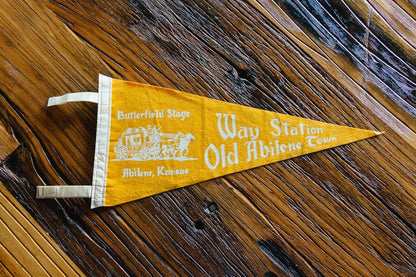 Butterfield Stage
Abilene, Kansas
Way Station
Old Abilene Town